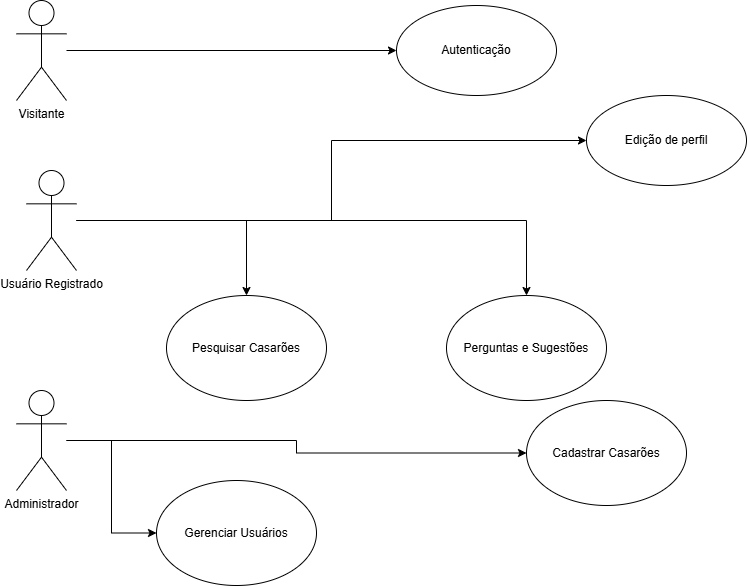 Autenticação
Visitante
Edição de perfil
Usuário Registrado
Pesquisar Casarões
Perguntas e Sugestões
Cadastrar Casarões
Administrador
Gerenciar Usuários